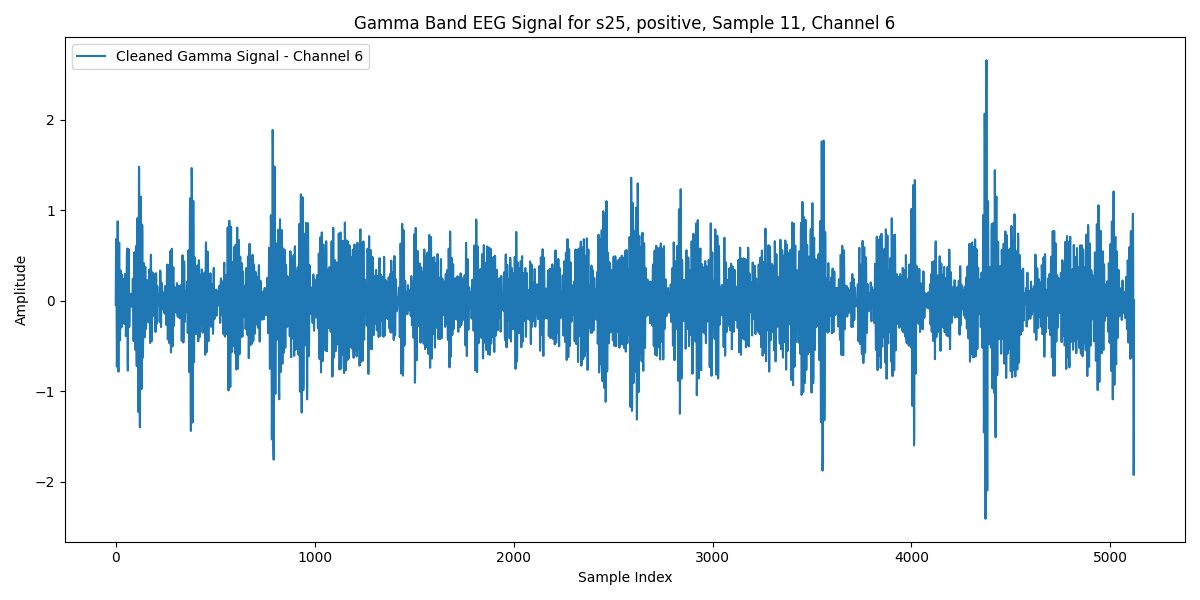 Gamma Band EEG Signal for s25, positive, Sample 11, Channel 6
Cleaned Gamma Signal - Channel 6
2
1
0
−1
−2
Amplitude
0 1000 2000 3000 4000 5000
Sample Index